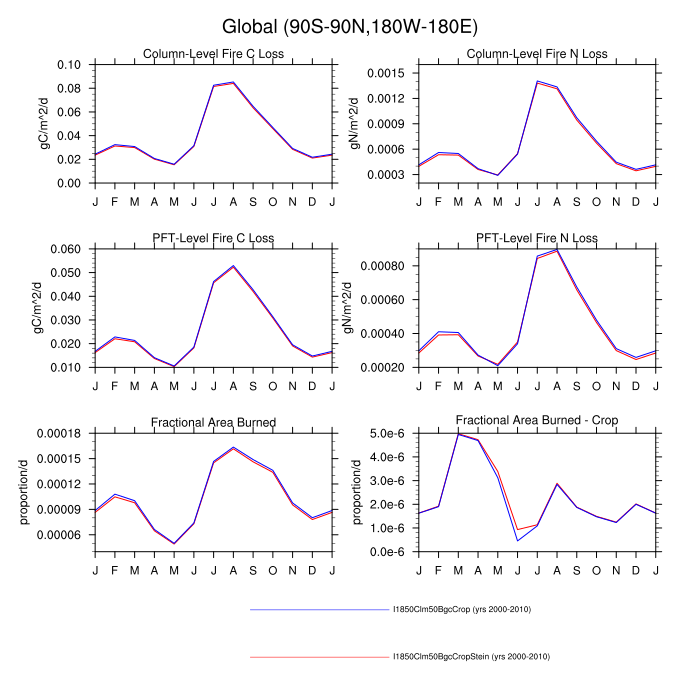 Global (90S-90N,180W-180E)
Column-Level Fire C Loss
gC/m^2/d
0.10
0.08
0.06
0.04
0.02
0.00
J F M A M J J A S O N D J
Column-Level Fire N Loss
gN/m^2/d
0.0015
0.0012
0.0009
0.0006
0.0003
J F M A M J J A S O N D J
PFT-Level Fire C Loss
gC/m^2/d
0.060
0.050
0.040
0.030
0.020
0.010
J F M A M J J A S O N D J
PFT-Level Fire N Loss
gN/m^2/d
0.00080
0.00060
0.00040
0.00020
J F M A M J J A S O N D J
Fractional Area Burned
proportion/d
0.00018
0.00015
0.00012
0.00009
0.00006
J F M A M J J A S O N D J
Fractional Area Burned - Crop
proportion/d
5.0e-6
4.0e-6
3.0e-6
2.0e-6
1.0e-6
0.0e-6
J F M A M J J A S O N D J
I1850Clm50BgcCrop (yrs 2000-2010)
I1850Clm50BgcCropStein (yrs 2000-2010)